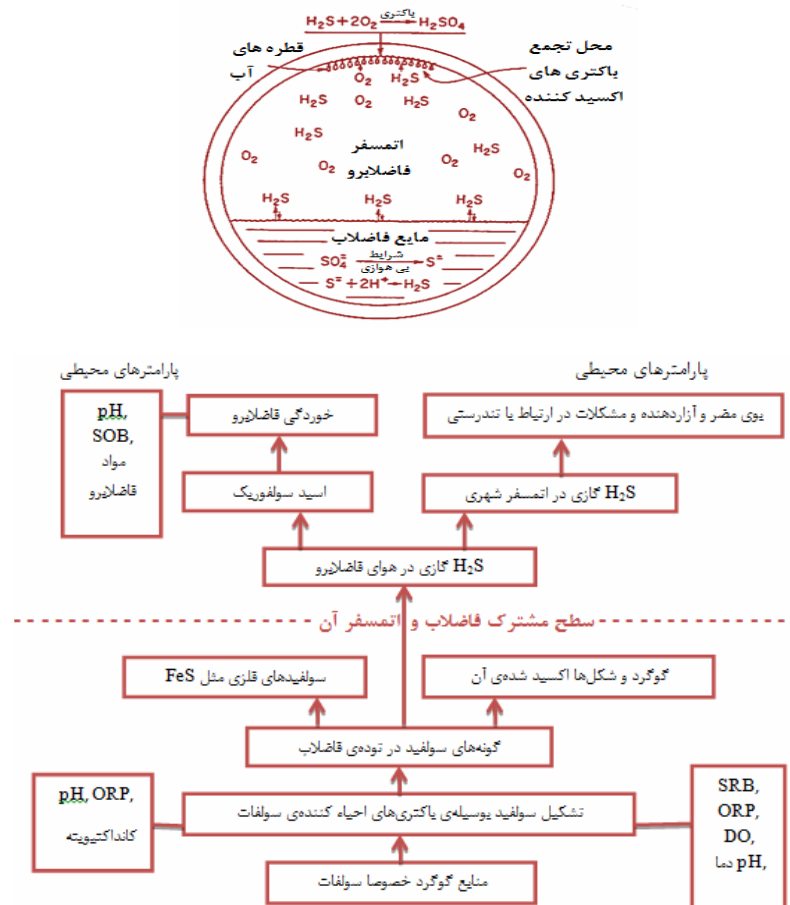 H₂S+2O₂ باکتری → H₂SO₄
قطره های
آب
محل تجمع
باکتری های
اکسید کننده
O₂
H₂S
H₂S
O₂
H₂S
O₂
H₂S
اتمسفر
فاضلابرو
H₂S
O₂
O₂
O₂
H₂S
H₂S
H₂S
مایع فاضلاب
SO₄⁼ شرایط بی هوازی → S⁼
S⁼ + 2H⁺ → H₂S
پارامترهای محیطی
پارامترهای محیطی
pH,
SOB,
مواد
فاضلابرو
خوردگی فاضلابرو
بوی مضر و آزاردهنده و مشکلات در ارتباط با تندرستی
اسید سولفوریک
H₂S گازی در اتمسفر شهری
H₂S گازی در هوای فاضلابرو
سطح مشترک فاضلاب و اتمسفر آن
سولفیدهای فلزی مثل FeS
گوگرد و شکل‌ها اکسید شده‌ی آن
گونه‌های سولفید در توده‌ی فاضلاب
pH, ORP,
کانداکتیویته
تشکیل سولفید بوسیله‌ی باکتری‌های احیاء کننده‌ی سولفات
SRB,
ORP,
DO,
pH, دما
منابع گوگرد خصوصا سولفات